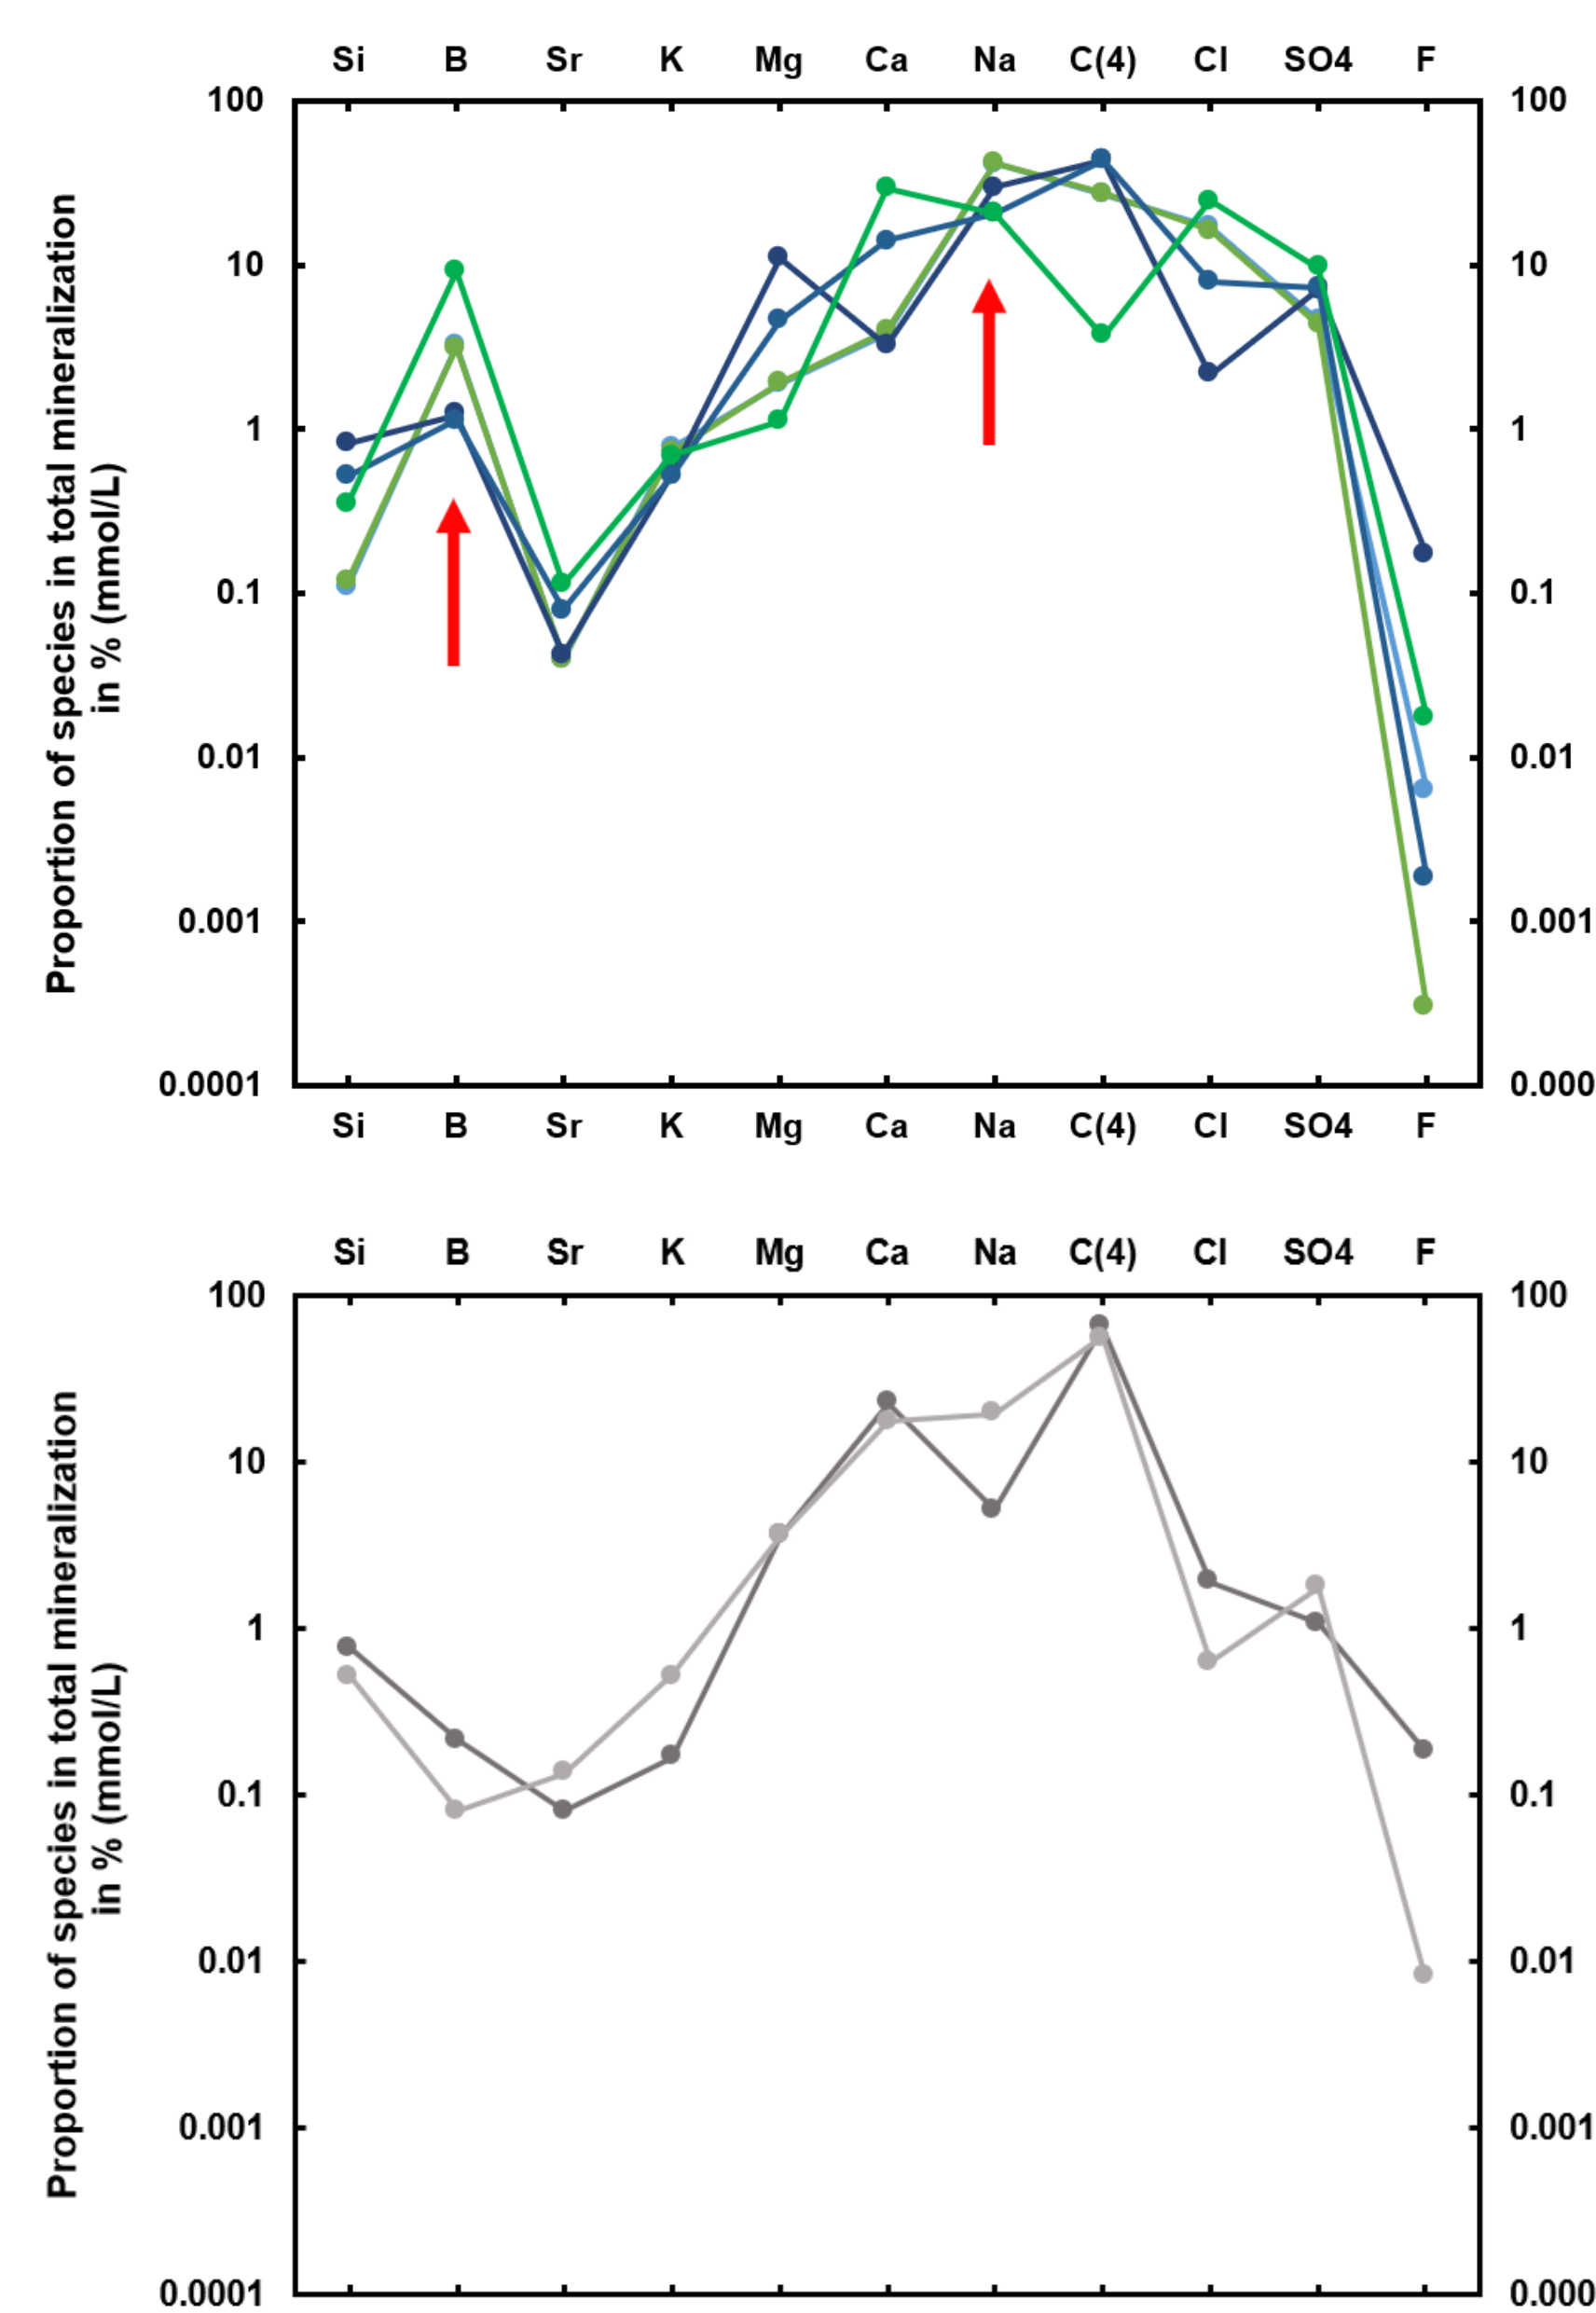 Si B Sr K Mg Ca Na C(4) Cl SO4 F
100 100
10 10
1 1
0.1 0.1
0.01 0.01
0.001 0.001
0.0001 0.000
Proportion of species in total mineralization
in % (mmol/L)
Si B Sr K Mg Ca Na C(4) Cl SO4 F
Si B Sr K Mg Ca Na C(4) Cl SO4 F
100 100
10 10
1 1
0.1 0.1
0.01 0.01
0.001 0.001
0.0001 0.000
Proportion of species in total mineralization
in % (mmol/L)